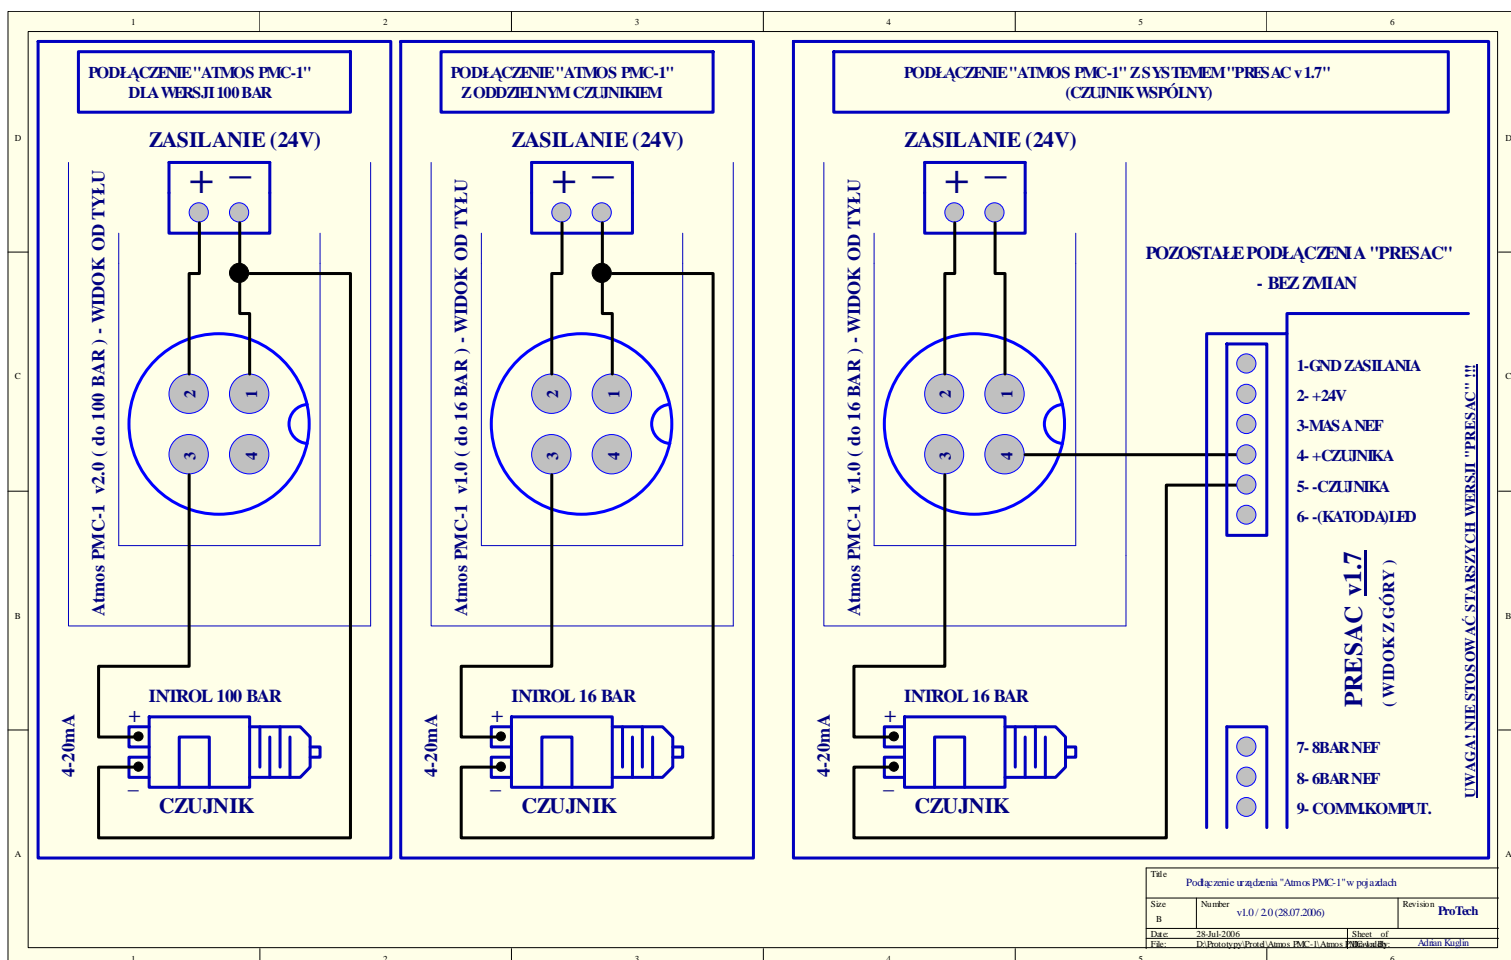 1 2 3 4 5 6
PODŁĄCZENIE "ATMOS PMC-1"
DLA WERSJI 100 BAR
ZASILANIE (24V)
+ −
Atmos PMC-1 v2.0 ( do 100 BAR ) - WIDOK OD TYŁU
2 1
3 4
INTROL 100 BAR
4-20mA
+
−
CZUJNIK
PODŁĄCZENIE "ATMOS PMC-1"
Z ODDZIELNYM CZUJNIKIEM
ZASILANIE (24V)
+ −
Atmos PMC-1 v1.0 ( do 16 BAR ) - WIDOK OD TYŁU
2 1
3 4
INTROL 16 BAR
4-20mA
+
−
CZUJNIK
PODŁĄCZENIE "ATMOS PMC-1" Z SYSTEMEM "PRESAC v 1.7"
(CZUJNIK WSPÓLNY)
ZASILANIE (24V)
+ −
Atmos PMC-1 v1.0 ( do 16 BAR ) - WIDOK OD TYŁU
2 1
3 4
INTROL 16 BAR
4-20mA
+
−
CZUJNIK
POZOSTAŁE PODŁĄCZENIA "PRESAC"
- BEZ ZMIAN
1-GND ZASILANIA
2- +24V
3-MASA NEF
4- +CZUJNIKA
5- -CZUJNIKA
6- -(KATODA)LED
PRESAC v1.7
( WIDOK Z GÓRY )
UWAGA! NIE STOSOWAĆ STARSZYCH WERSJI "PRESAC" !!!
7- 8BAR NEF
8- 6BAR NEF
9- COMM.KOMPUT.
D D
C C
B B
A A
Title
Podłączenie urządzenia "Atmos PMC-1" w pojazdach
Size Number Revision
B v1.0 / 2.0 (28.07.2006) ProTech
Date: 28-Jul-2006 Sheet of
File: D:\Prototypy\Protel\Atmos PMC-1\Atmos Adrian Kuglin
1 2 3 4 5 6